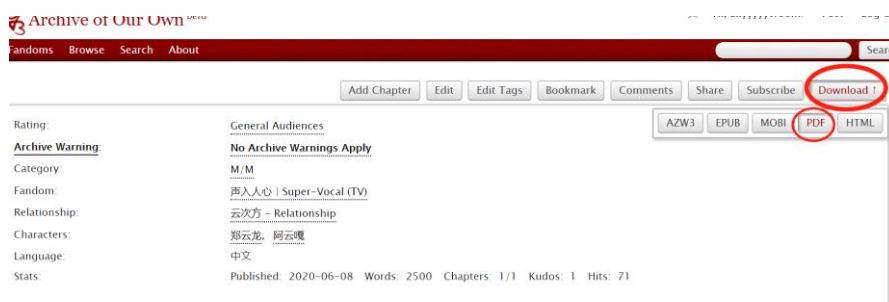 Archive of Our Own beta
Fandoms Browse Search About
Add Chapter Edit Edit Tags Bookmark Comments Share Subscribe Download ↑
AZW3 EPUB MOBI PDF HTML
Rating: General Audiences
Archive Warning: No Archive Warnings Apply
Category: M/M
Fandom: 声入人心 | Super-Vocal (TV)
Relationship: 云次方 - Relationship
Characters: 郑云龙, 阿云嘎
Language: 中文
Stats: Published: 2020-06-08 Words: 2500 Chapters: 1/1 Kudos: 1 Hits: 71